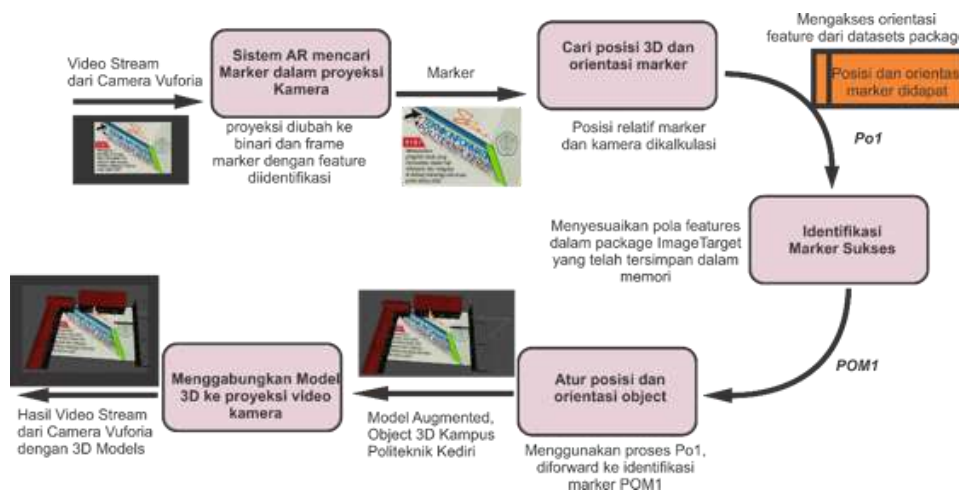 Video Stream
dari Camera Vuforia
Sistem AR mencari
Marker dalam proyeksi
Kamera
proyeksi diubah ke
binari dan frame
marker dengan feature
diidentifikasi
Marker
Cari posisi 3D dan
orientasi marker
Posisi relatif marker
dan kamera dikalkulasi
Mengakses orientasi
feature dari datasets package
Posisi dan orientasi
marker didapat
Po1
Identifikasi
Marker Sukses
Menyesuaikan pola features
dalam package ImageTarget
yang telah tersimpan dalam
memori
POM1
Atur posisi dan
orientasi object
Menggunakan proses Po1,
diforward ke identifikasi
marker POM1
Model Augmented,
Object 3D Kampus
Politeknik Kediri
Menggabungkan Model
3D ke proyeksi video
kamera
Hasil Video Stream
dari Camera Vuforia
dengan 3D Models